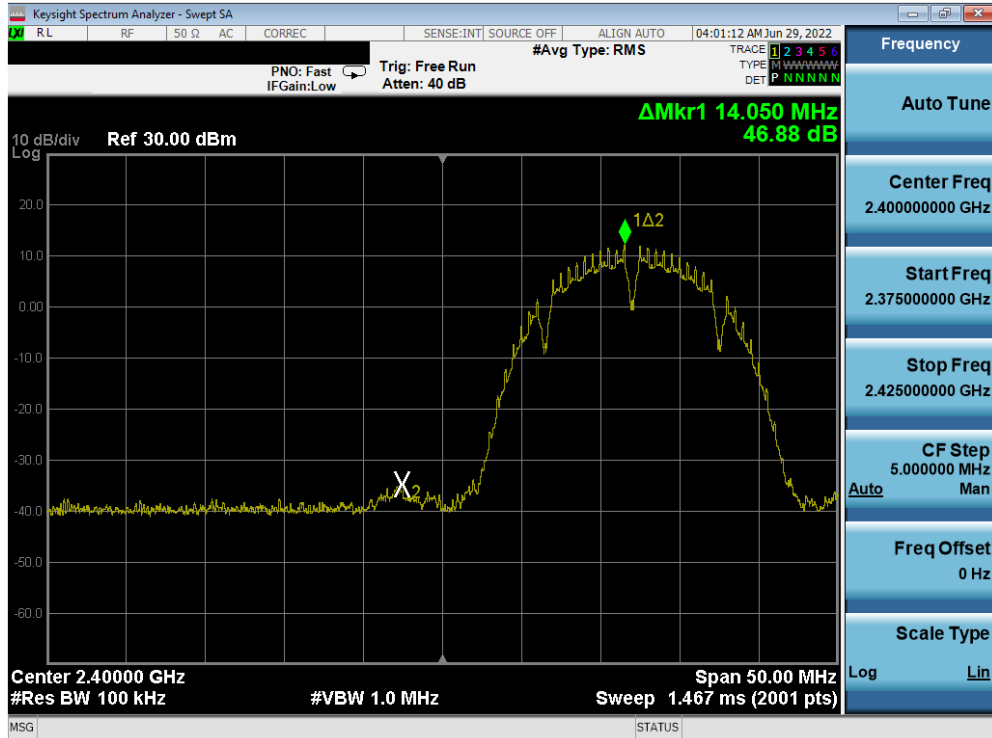 Keysight Spectrum Analyzer - Swept SA
LXI RL RF 50 Ω AC CORREC SENSE:INT SOURCE OFF ALIGN AUTO 04:01:12 AM Jun 29, 2022
#Avg Type: RMS
TRACE 1 2 3 4 5 6
PNO: Fast Trig: Free Run TYPE M WWWWW
IFGain:Low Atten: 40 dB DET P N N N N N
ΔMkr1 14.050 MHz
46.88 dB
10 dB/div Ref 30.00 dBm
Log
20.0
10.0
0.00
-10.0
-20.0
-30.0
-40.0
-50.0
-60.0
1Δ2
X2
Center 2.40000 GHz Span 50.00 MHz
#Res BW 100 kHz #VBW 1.0 MHz Sweep 1.467 ms (2001 pts)
MSG STATUS
Frequency
Auto Tune
Center Freq
2.400000000 GHz
Start Freq
2.375000000 GHz
Stop Freq
2.425000000 GHz
CF Step
5.000000 MHz
Auto Man
Freq Offset
0 Hz
Scale Type
Log Lin